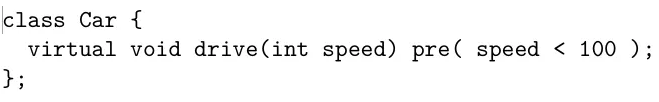 class Car {
  virtual void drive(int speed) pre( speed < 100 );
};